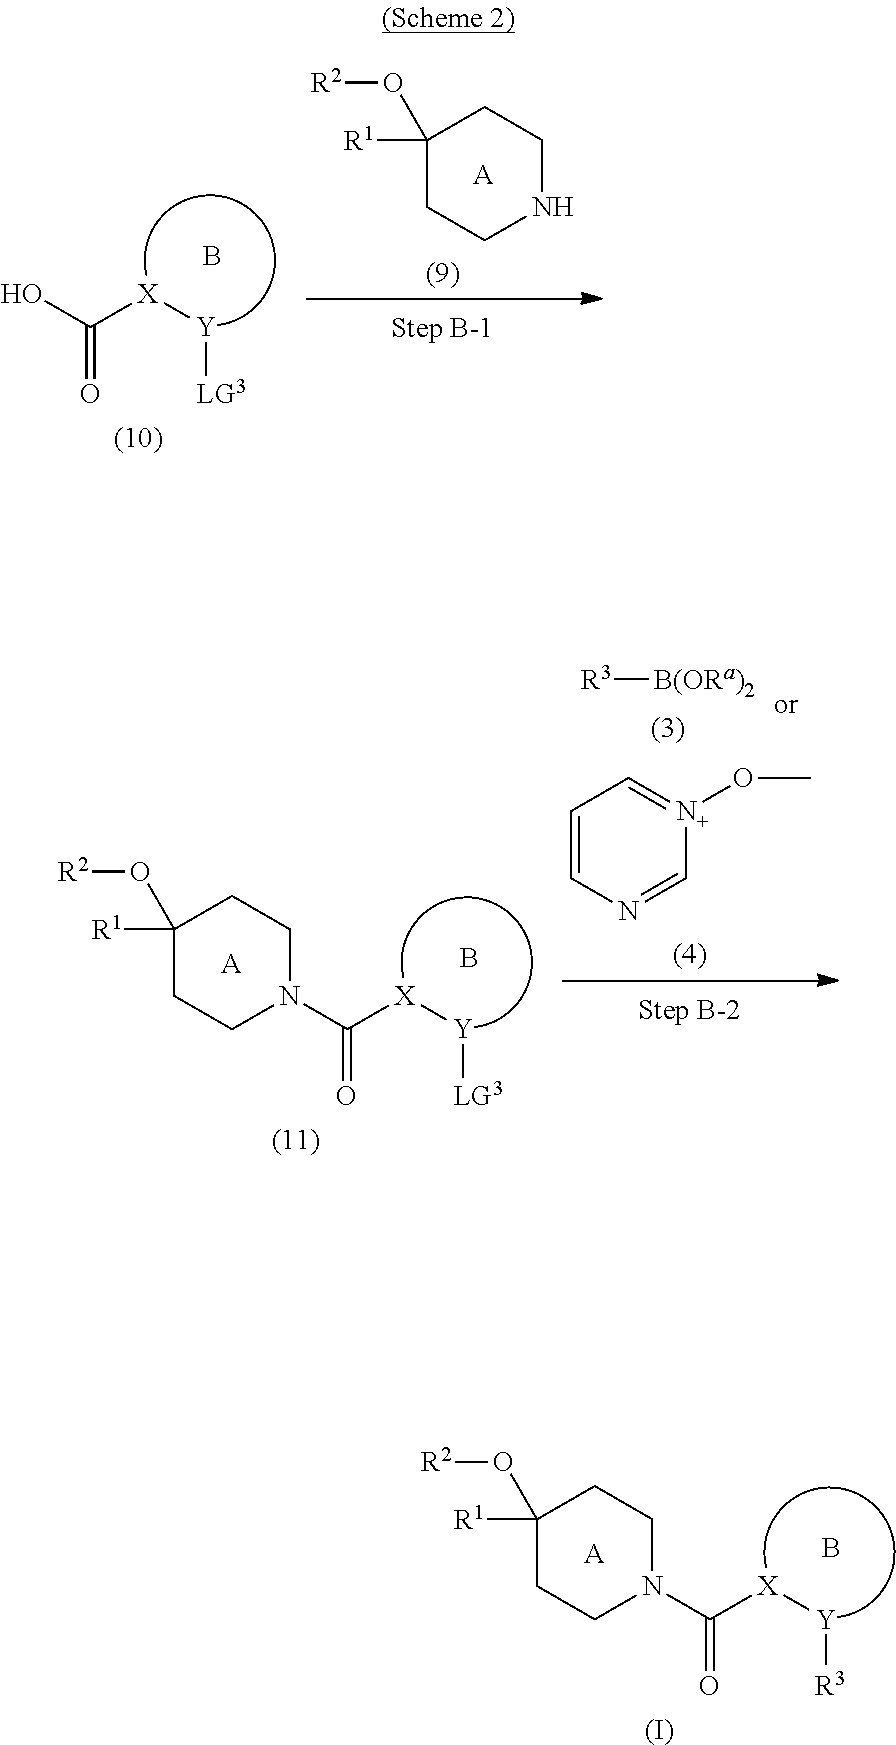 (Scheme 2)
R² O
R¹
A
NH
(9)
Step B-1
B
HO
X
Y
O
LG³
(10)
R³—B(ORᵃ)₂ or
(3)
O
N+
N
(4)
Step B-2
R² O
R¹
A
B
N
X
Y
O
LG³
(11)
R² O
R¹
A
B
N
X
Y
O
R³
(I)